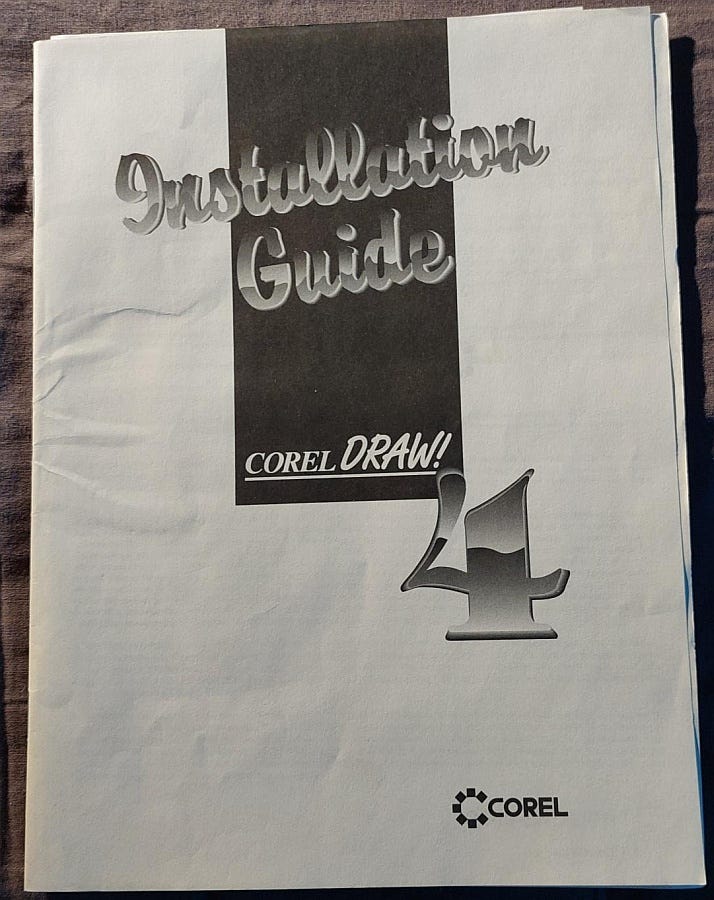 Installation
Guide
COREL DRAW!
4
COREL